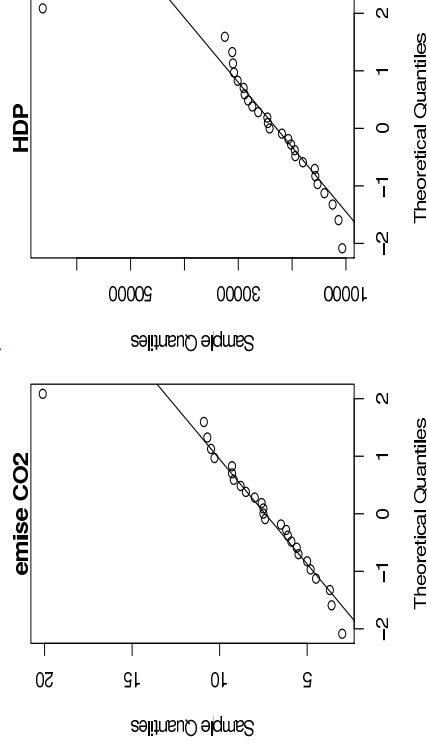 emise CO2
Sample Quantiles
5 10 15 20
−2 −1 0 1 2
Theoretical Quantiles
HDP
Sample Quantiles
10000 30000 50000
−2 −1 0 1 2
Theoretical Quantiles